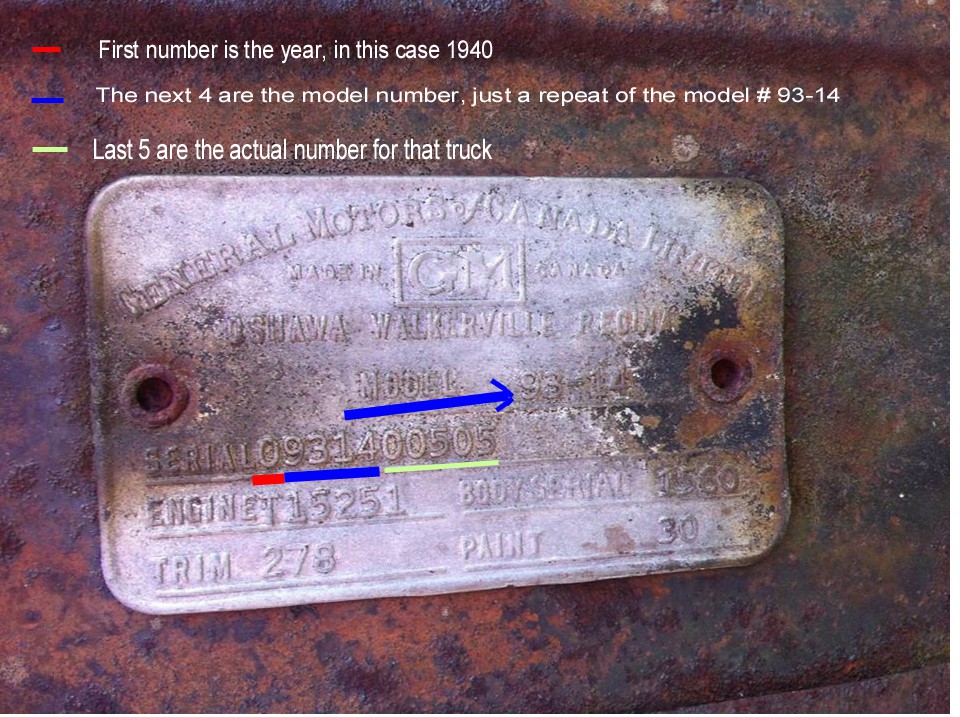 First number is the year, in this case 1940
The next 4 are the model number, just a repeat of the model # 93-14
Last 5 are the actual number for that truck
GENERAL MOTORS of CANADA LIMITED
MADE IN GM CANADA
OSHAWA WALKERVILLE REGINA
MODEL 93-14
SERIAL 0931400505
ENGINE T15251 BODY SERIAL 1560
TRIM 278 PAINT 30